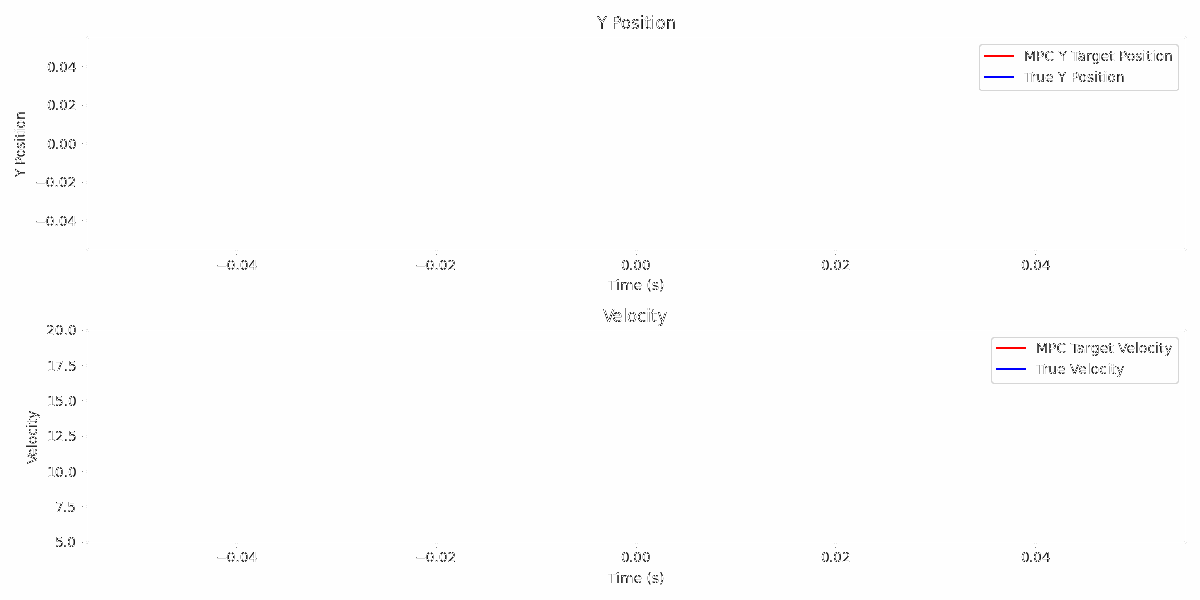 Y Position
MPC Y Target Position
True Y Position
0.04
0.02
0.00
−0.02
−0.04
Y Position
−0.04 −0.02 0.00 0.02 0.04
Time (s)
Velocity
MPC Target Velocity
True Velocity
20.0
17.5
15.0
12.5
10.0
7.5
5.0
Velocity
−0.04 −0.02 0.00 0.02 0.04
Time (s)